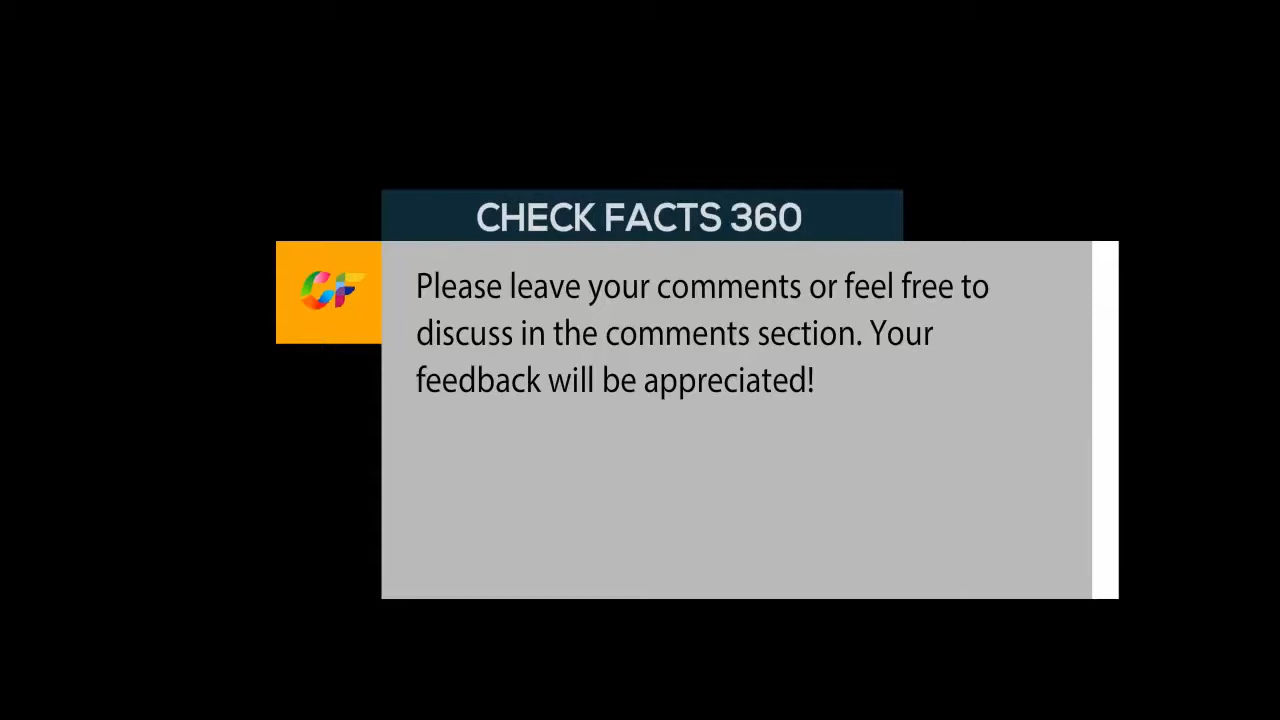 CHECK FACTS 360
CF
Please leave your comments or feel free to
discuss in the comments section. Your
feedback will be appreciated!